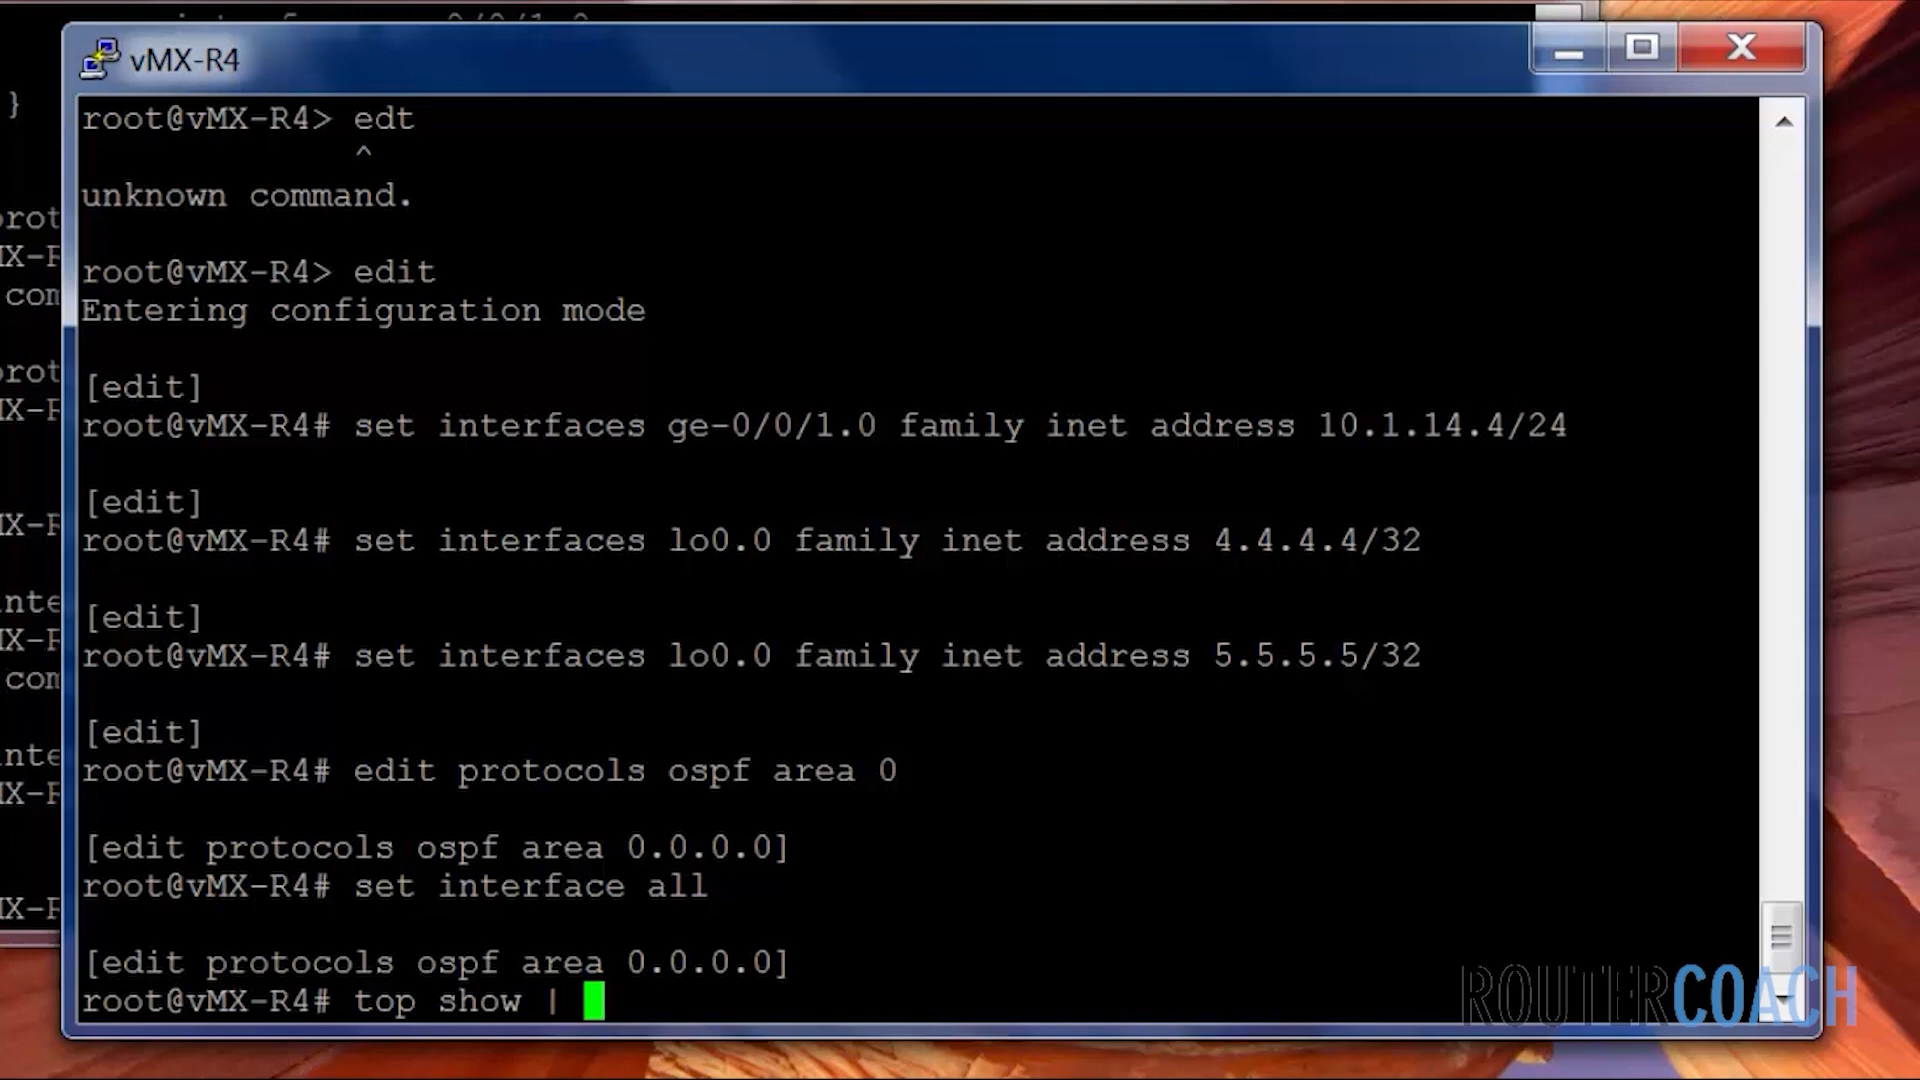 vMX-R4
root@vMX-R4> edt
^
unknown command.
root@vMX-R4> edit
Entering configuration mode
[edit]
root@vMX-R4# set interfaces ge-0/0/1.0 family inet address 10.1.14.4/24
[edit]
root@vMX-R4# set interfaces lo0.0 family inet address 4.4.4.4/32
[edit]
root@vMX-R4# set interfaces lo0.0 family inet address 5.5.5.5/32
[edit]
root@vMX-R4# edit protocols ospf area 0
[edit protocols ospf area 0.0.0.0]
root@vMX-R4# set interface all
[edit protocols ospf area 0.0.0.0]
root@vMX-R4# top show |
ROUTERCOACH